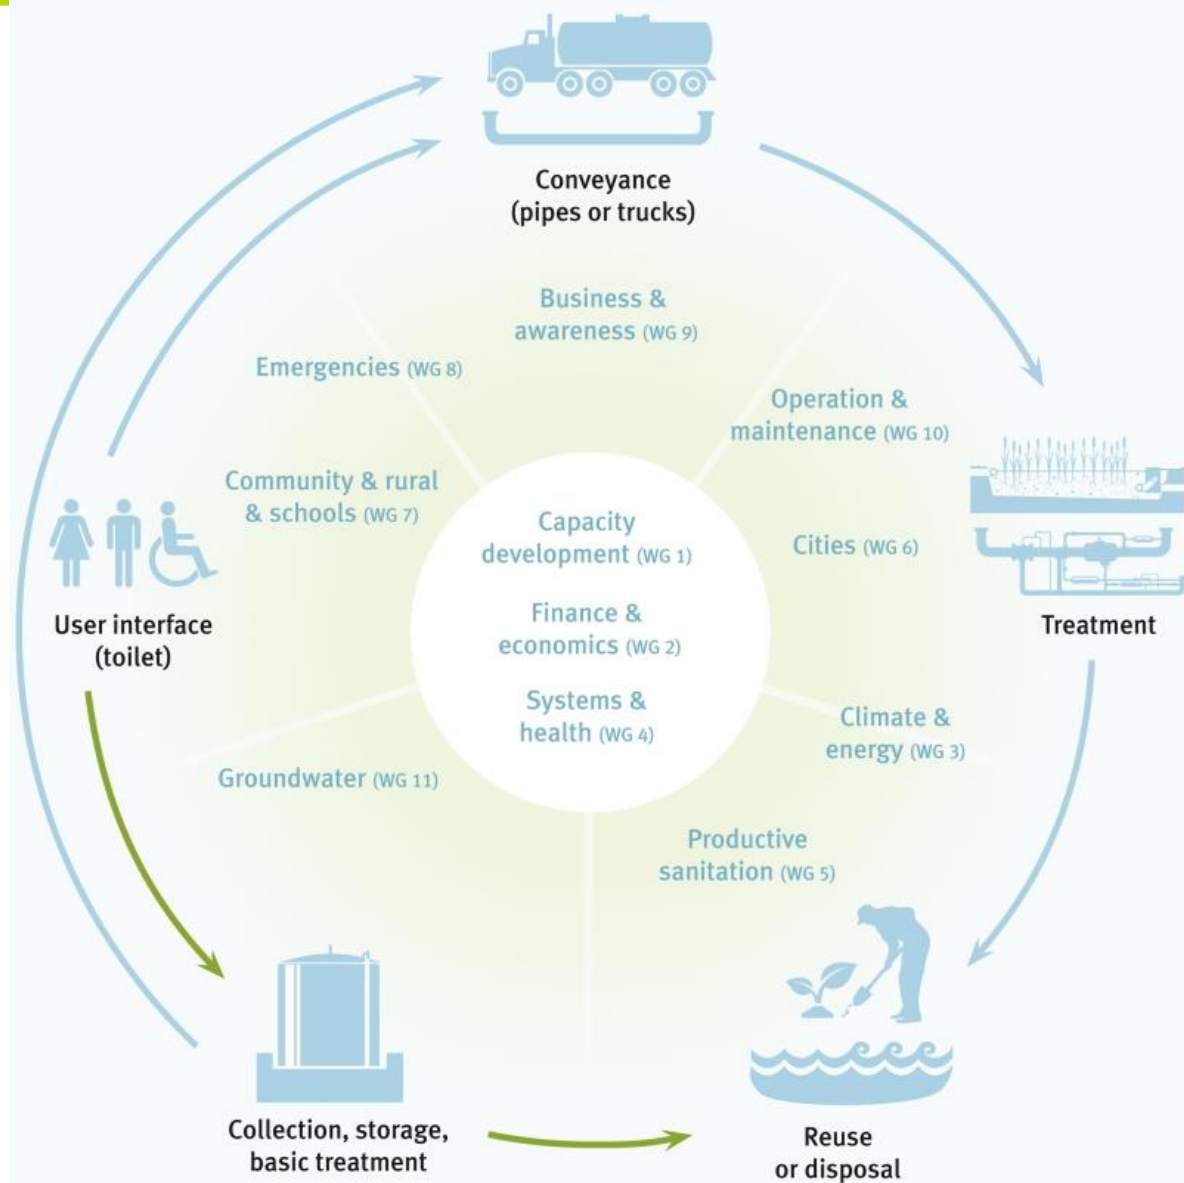 Conveyance
(pipes or trucks)
Business &
awareness (WG 9)
Emergencies (WG 8)
Operation &
maintenance (WG 10)
Community & rural
& schools (WG 7)
Capacity
development (WG 1)
Cities (WG 6)
Finance &
economics (WG 2)
User interface
(toilet)
Treatment
Systems &
health (WG 4)
Climate &
energy (WG 3)
Groundwater (WG 11)
Productive
sanitation (WG 5)
Collection, storage,
basic treatment
Reuse
or disposal